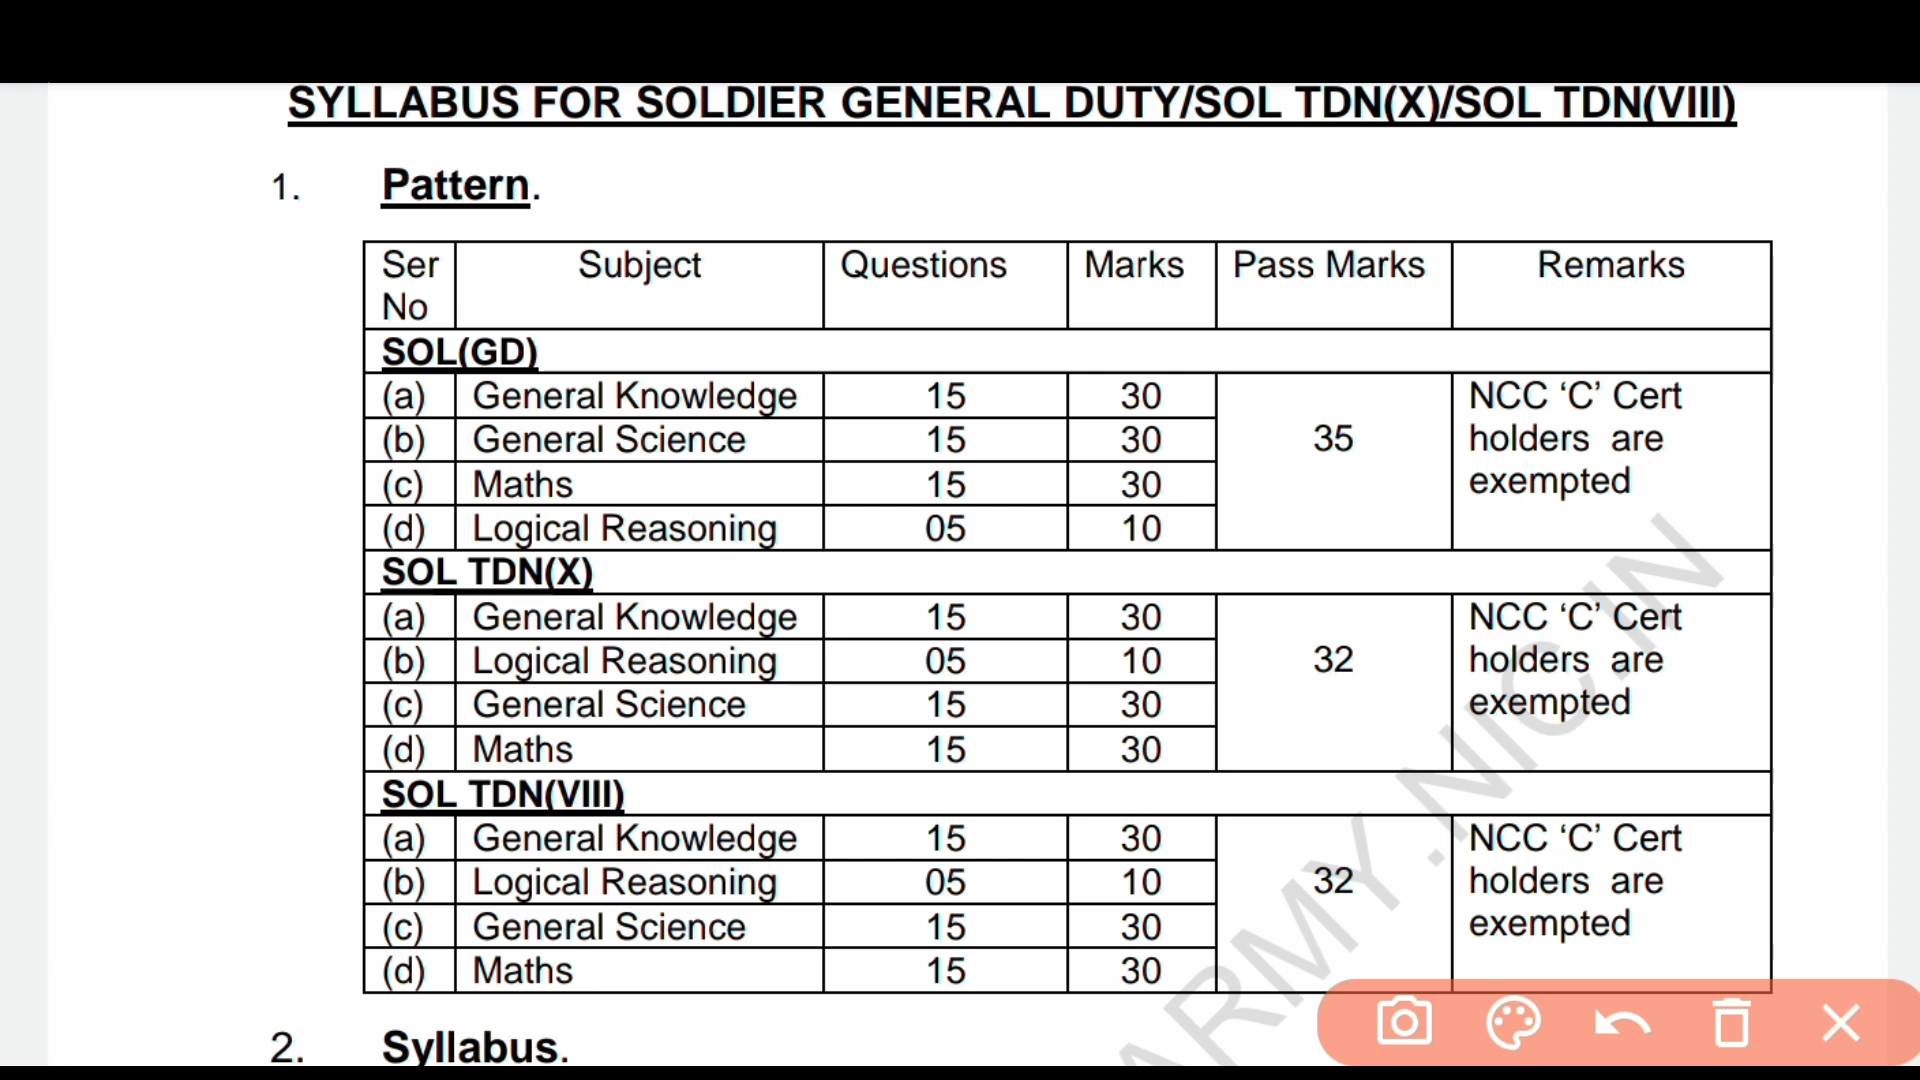 SYLLABUS FOR SOLDIER GENERAL DUTY/SOL TDN(X)/SOL TDN(VIII)
1. Pattern.
Ser No Subject Questions Marks Pass Marks Remarks
SOL(GD)
(a) General Knowledge 15 30 35 NCC ‘C’ Cert holders are exempted
(b) General Science 15 30
(c) Maths 15 30
(d) Logical Reasoning 05 10
SOL TDN(X)
(a) General Knowledge 15 30 32 NCC ‘C’ Cert holders are exempted
(b) Logical Reasoning 05 10
(c) General Science 15 30
(d) Maths 15 30
SOL TDN(VIII)
(a) General Knowledge 15 30 32 NCC ‘C’ Cert holders are exempted
(b) Logical Reasoning 05 10
(c) General Science 15 30
(d) Maths 15 30
2. Syllabus.
ARMY.NIC.IN